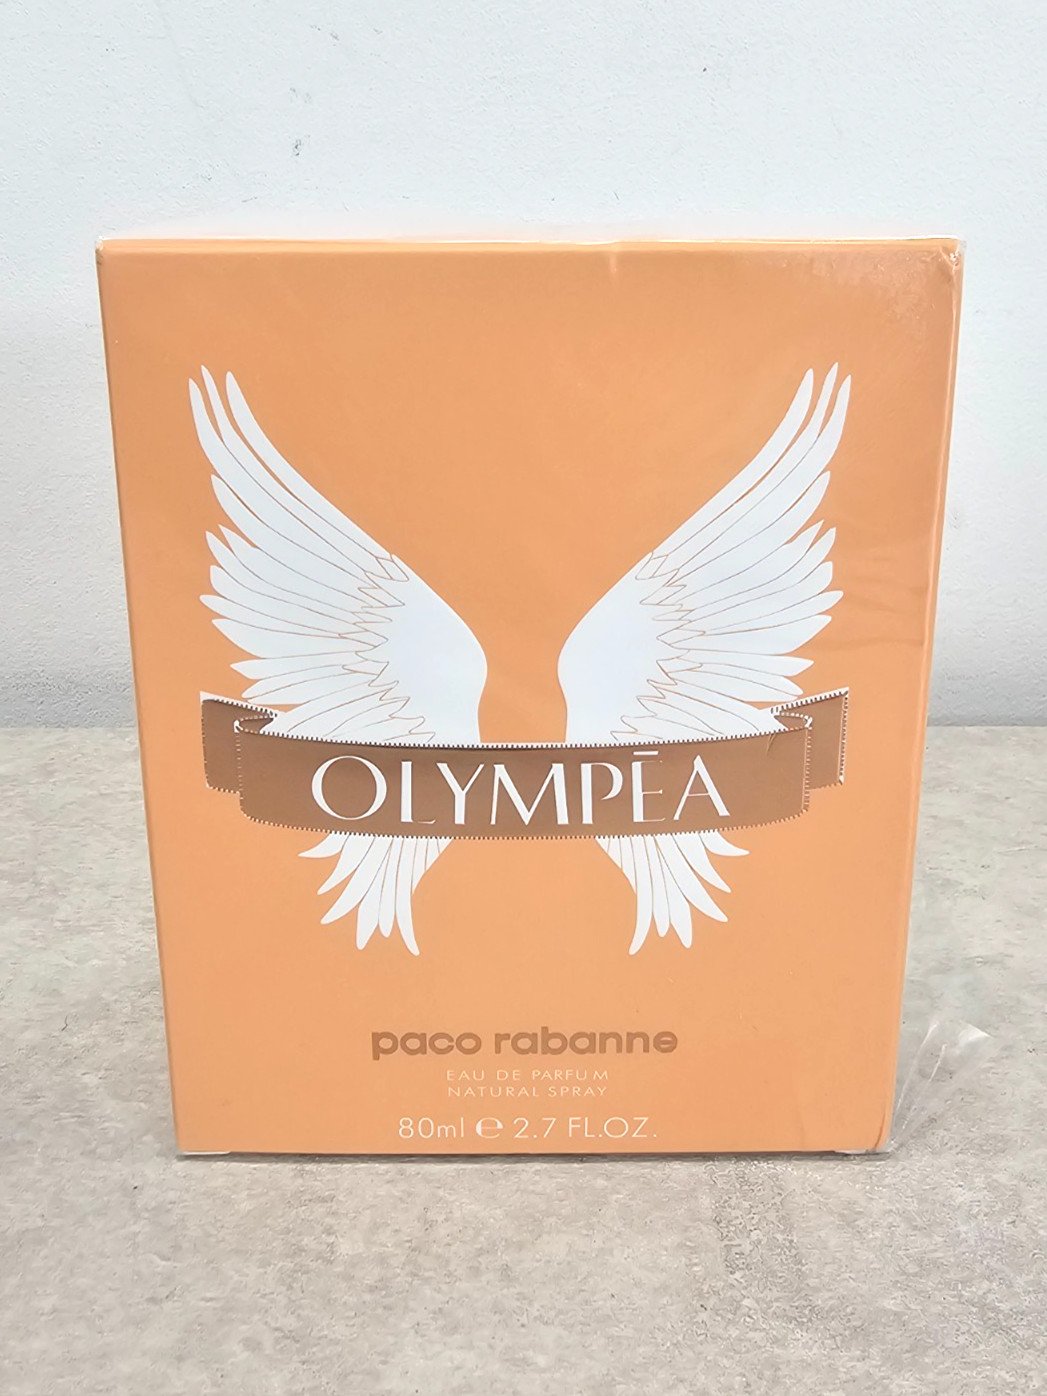 OLYMPĒA
paco rabanne
EAU DE PARFUM
NATURAL SPRAY
80ml ℮ 2.7 FL.OZ.